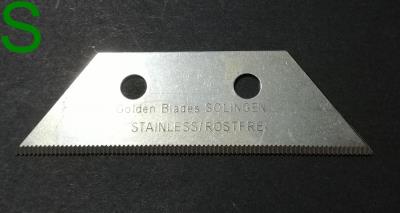 S
Golden Blades SOLINGEN
STAINLESS/ROSTFREI